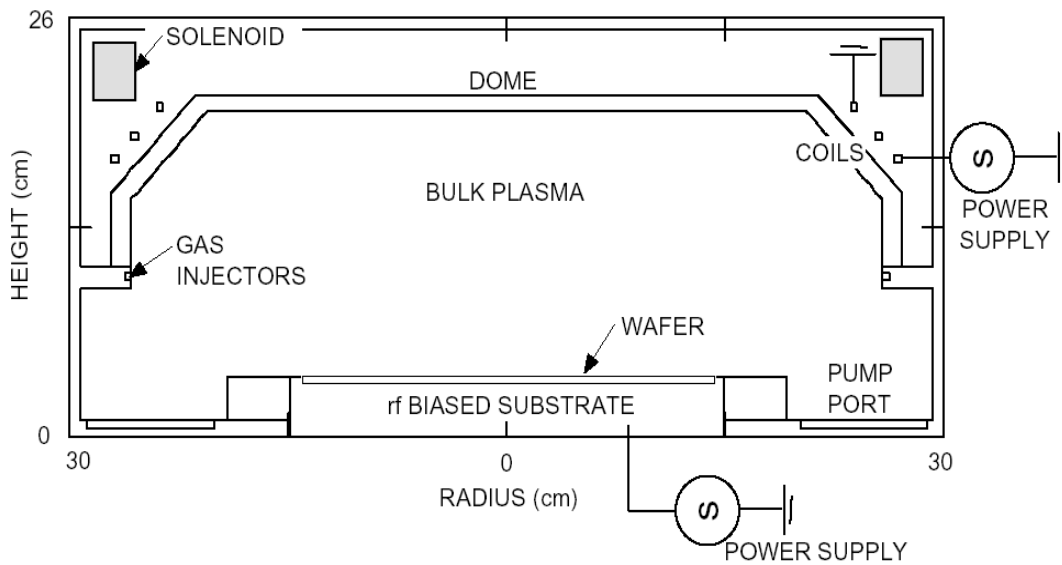 26
SOLENOID
DOME
COILS
S
BULK PLASMA
POWER
SUPPLY
HEIGHT (cm)
GAS
INJECTORS
WAFER
PUMP
PORT
rf BIASED SUBSTRATE
0
30
0
30
RADIUS (cm)
S
POWER SUPPLY